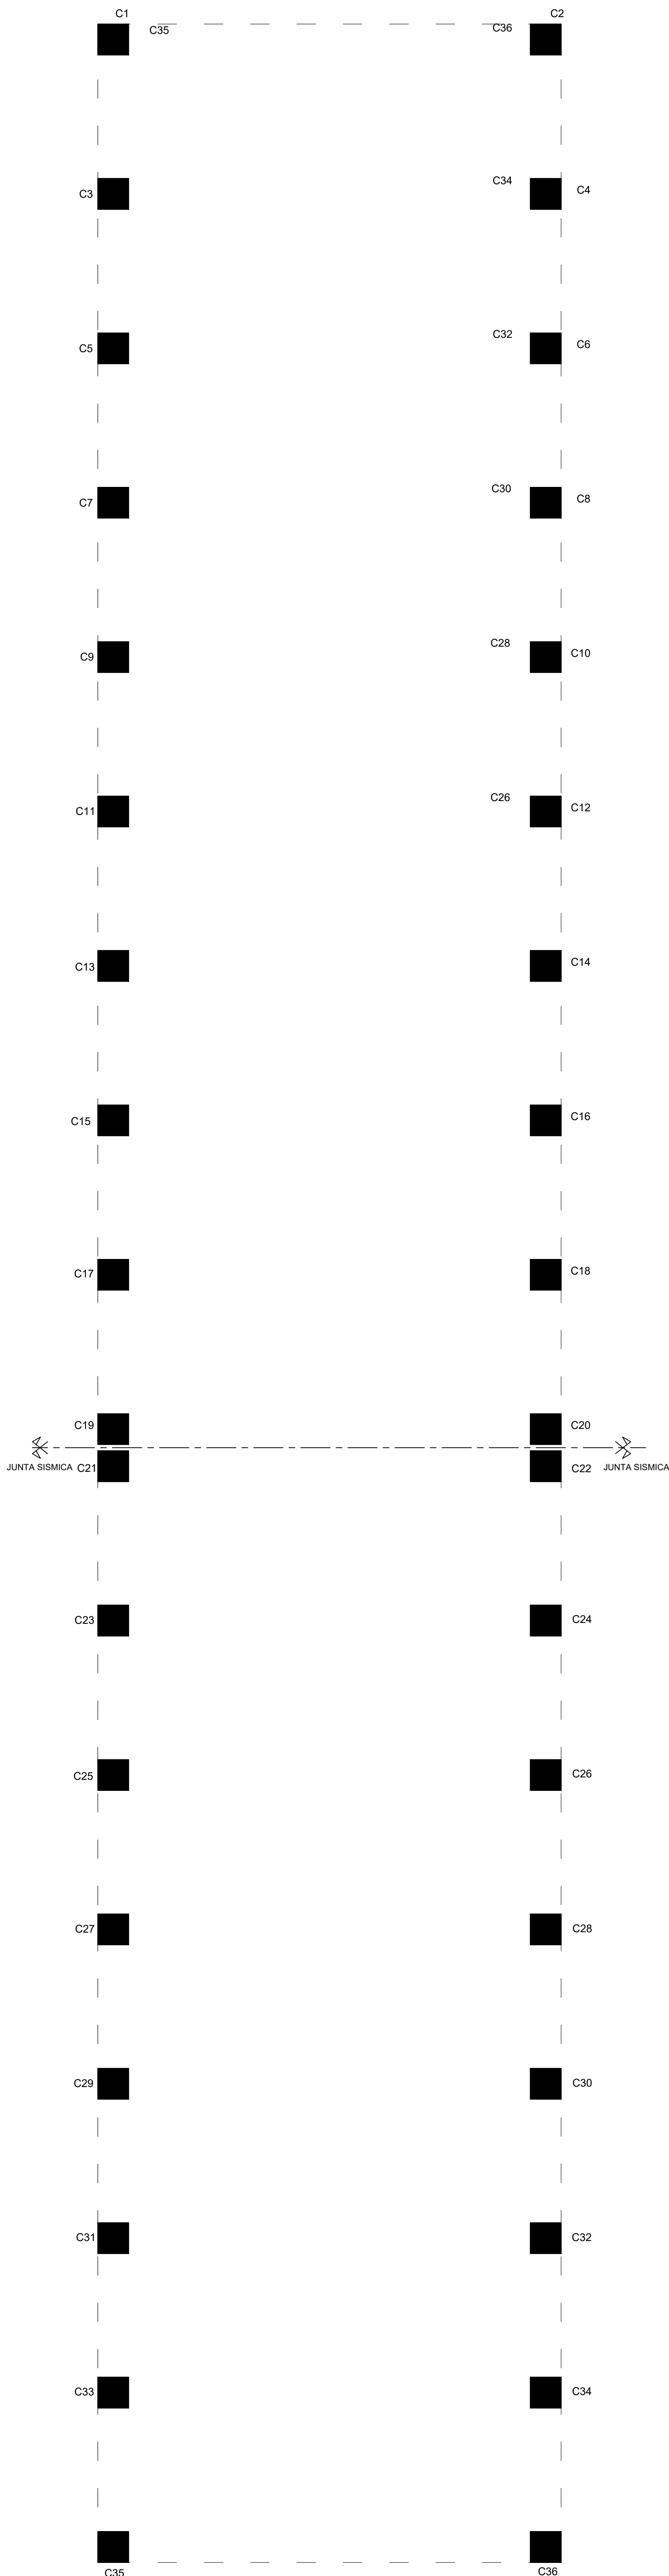 C1 C2
C35 C36
C3 C34 C4
C5 C32 C6
C7 C30 C8
C9 C28 C10
C11 C26 C12
C13 C14
C15 C16
C17 C18
C19 C20
JUNTA SISMICA C21 C22 JUNTA SISMICA
C23 C24
C25 C26
C27 C28
C29 C30
C31 C32
C33 C34
C35 C36